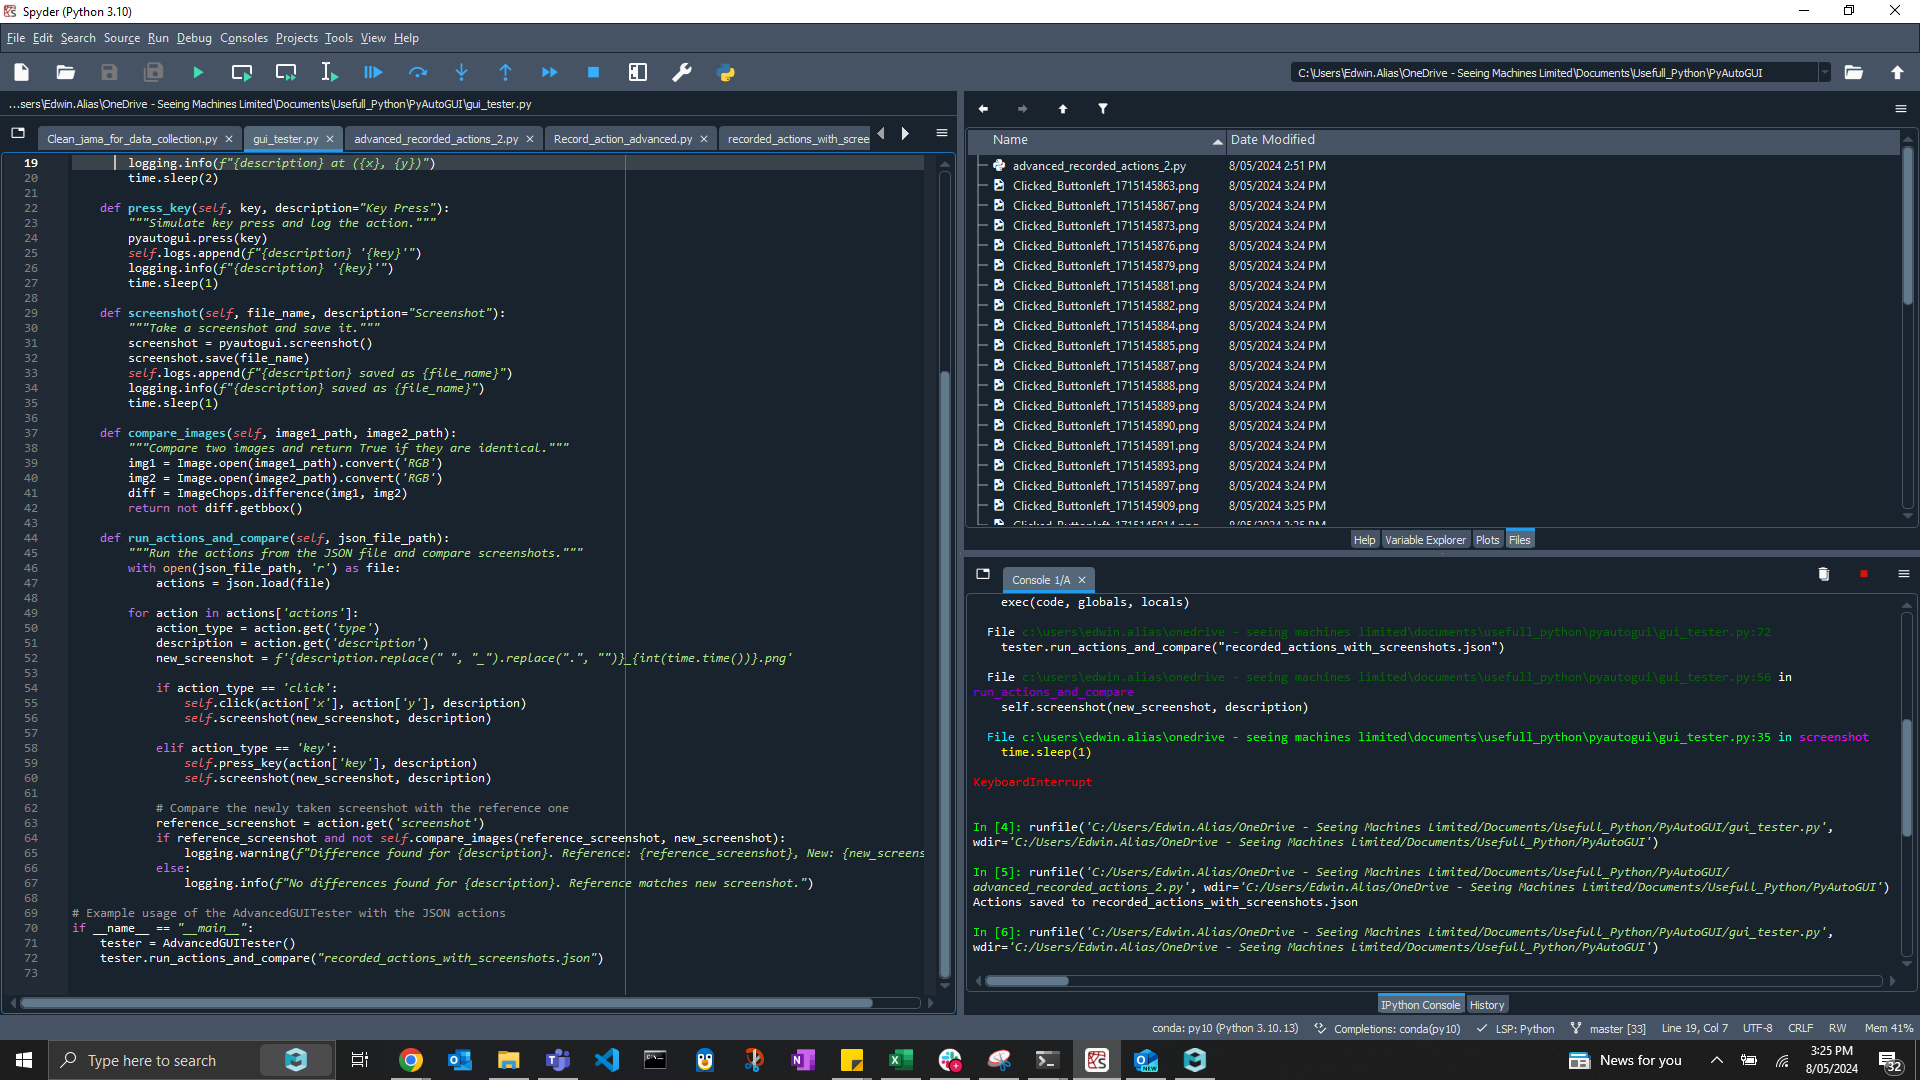 Spyder (Python 3.10)
File Edit Search Source Run Debug Consoles Projects Tools View Help
C:\Users\Edwin.Alias\OneDrive - Seeing Machines Limited\Documents\Usefull_Python\PyAutoGUI
...sers\Edwin.Alias\OneDrive - Seeing Machines Limited\Documents\Usefull_Python\PyAutoGUI\gui_tester.py
Clean_jama_for_data_collection.py
gui_tester.py
advanced_recorded_actions_2.py
Record_action_advanced.py
recorded_actions_with_scree
19 logging.info(f"{description} at ({x}, {y})")
20 time.sleep(2)
21
22 def press_key(self, key, description="Key Press"):
23 """Simulate key press and log the action."""
24 pyautogui.press(key)
25 self.logs.append(f"{description} '{key}'")
26 logging.info(f"{description} '{key}'")
27 time.sleep(1)
28
29 def screenshot(self, file_name, description="Screenshot"):
30 """Take a screenshot and save it."""
31 screenshot = pyautogui.screenshot()
32 screenshot.save(file_name)
33 self.logs.append(f"{description} saved as {file_name}")
34 logging.info(f"{description} saved as {file_name}")
35 time.sleep(1)
36
37 def compare_images(self, image1_path, image2_path):
38 """Compare two images and return True if they are identical."""
39 img1 = Image.open(image1_path).convert('RGB')
40 img2 = Image.open(image2_path).convert('RGB')
41 diff = ImageChops.difference(img1, img2)
42 return not diff.getbbox()
43
44 def run_actions_and_compare(self, json_file_path):
45 """Run the actions from the JSON file and compare screenshots."""
46 with open(json_file_path, 'r') as file:
47 actions = json.load(file)
48
49 for action in actions['actions']:
50 action_type = action.get('type')
51 description = action.get('description')
52 new_screenshot = f'{description.replace(" ", "_").replace(".", "")}_{int(time.time())}.png'
53
54 if action_type == 'click':
55 self.click(action['x'], action['y'], description)
56 self.screenshot(new_screenshot, description)
57
58 elif action_type == 'key':
59 self.press_key(action['key'], description)
60 self.screenshot(new_screenshot, description)
61
62 # Compare the newly taken screenshot with the reference one
63 reference_screenshot = action.get('screenshot')
64 if reference_screenshot and not self.compare_images(reference_screenshot, new_screenshot):
65 logging.warning(f"Difference found for {description}. Reference: {reference_screenshot}, New: {new_screens
66 else:
67 logging.info(f"No differences found for {description}. Reference matches new screenshot.")
68
69 # Example usage of the AdvancedGUITester with the JSON actions
70 if __name__ == "__main__":
71 tester = AdvancedGUITester()
72 tester.run_actions_and_compare("recorded_actions_with_screenshots.json")
73
Name Date Modified
advanced_recorded_actions_2.py 8/05/2024 2:51 PM
Clicked_Buttonleft_1715145863.png 8/05/2024 3:24 PM
Clicked_Buttonleft_1715145867.png 8/05/2024 3:24 PM
Clicked_Buttonleft_1715145873.png 8/05/2024 3:24 PM
Clicked_Buttonleft_1715145876.png 8/05/2024 3:24 PM
Clicked_Buttonleft_1715145879.png 8/05/2024 3:24 PM
Clicked_Buttonleft_1715145881.png 8/05/2024 3:24 PM
Clicked_Buttonleft_1715145882.png 8/05/2024 3:24 PM
Clicked_Buttonleft_1715145884.png 8/05/2024 3:24 PM
Clicked_Buttonleft_1715145885.png 8/05/2024 3:24 PM
Clicked_Buttonleft_1715145887.png 8/05/2024 3:24 PM
Clicked_Buttonleft_1715145888.png 8/05/2024 3:24 PM
Clicked_Buttonleft_1715145889.png 8/05/2024 3:24 PM
Clicked_Buttonleft_1715145890.png 8/05/2024 3:24 PM
Clicked_Buttonleft_1715145891.png 8/05/2024 3:24 PM
Clicked_Buttonleft_1715145893.png 8/05/2024 3:24 PM
Clicked_Buttonleft_1715145897.png 8/05/2024 3:24 PM
Clicked_Buttonleft_1715145909.png 8/05/2024 3:25 PM
Clicked_Buttonleft_1715145914.png 8/05/2024 3:25 PM
Help Variable Explorer Plots Files
Console 1/A
exec(code, globals, locals)
File c:\users\edwin.alias\onedrive - seeing machines limited\documents\usefull_python\pyautogui\gui_tester.py:72
tester.run_actions_and_compare("recorded_actions_with_screenshots.json")
File c:\users\edwin.alias\onedrive - seeing machines limited\documents\usefull_python\pyautogui\gui_tester.py:56 in
run_actions_and_compare
self.screenshot(new_screenshot, description)
File c:\users\edwin.alias\onedrive - seeing machines limited\documents\usefull_python\pyautogui\gui_tester.py:35 in screenshot
time.sleep(1)
KeyboardInterrupt
In [4]: runfile('C:/Users/Edwin.Alias/OneDrive - Seeing Machines Limited/Documents/Usefull_Python/PyAutoGUI/gui_tester.py',
wdir='C:/Users/Edwin.Alias/OneDrive - Seeing Machines Limited/Documents/Usefull_Python/PyAutoGUI')
In [5]: runfile('C:/Users/Edwin.Alias/OneDrive - Seeing Machines Limited/Documents/Usefull_Python/PyAutoGUI/
advanced_recorded_actions_2.py', wdir='C:/Users/Edwin.Alias/OneDrive - Seeing Machines Limited/Documents/Usefull_Python/PyAutoGUI')
Actions saved to recorded_actions_with_screenshots.json
In [6]: runfile('C:/Users/Edwin.Alias/OneDrive - Seeing Machines Limited/Documents/Usefull_Python/PyAutoGUI/gui_tester.py',
wdir='C:/Users/Edwin.Alias/OneDrive - Seeing Machines Limited/Documents/Usefull_Python/PyAutoGUI')
IPython Console History
conda: py10 (Python 3.10.13) Completions: conda(py10) LSP: Python master [33] Line 19, Col 7 UTF-8 CRLF RW Mem 41%
Type here to search
NEW
News for you
3:25 PM
8/05/2024
32